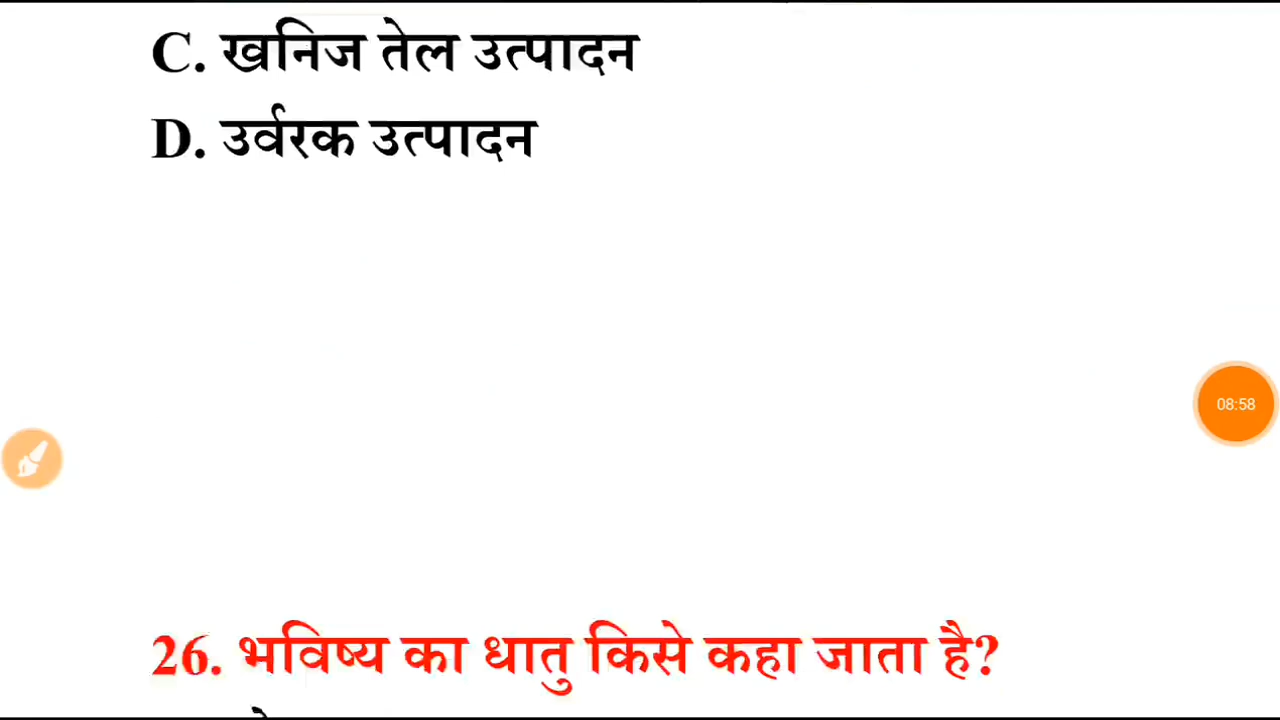 C. खनिज तेल उत्पादन
D. उर्वरक उत्पादन
08:58
26. भविष्य का धातु किसे कहा जाता है?